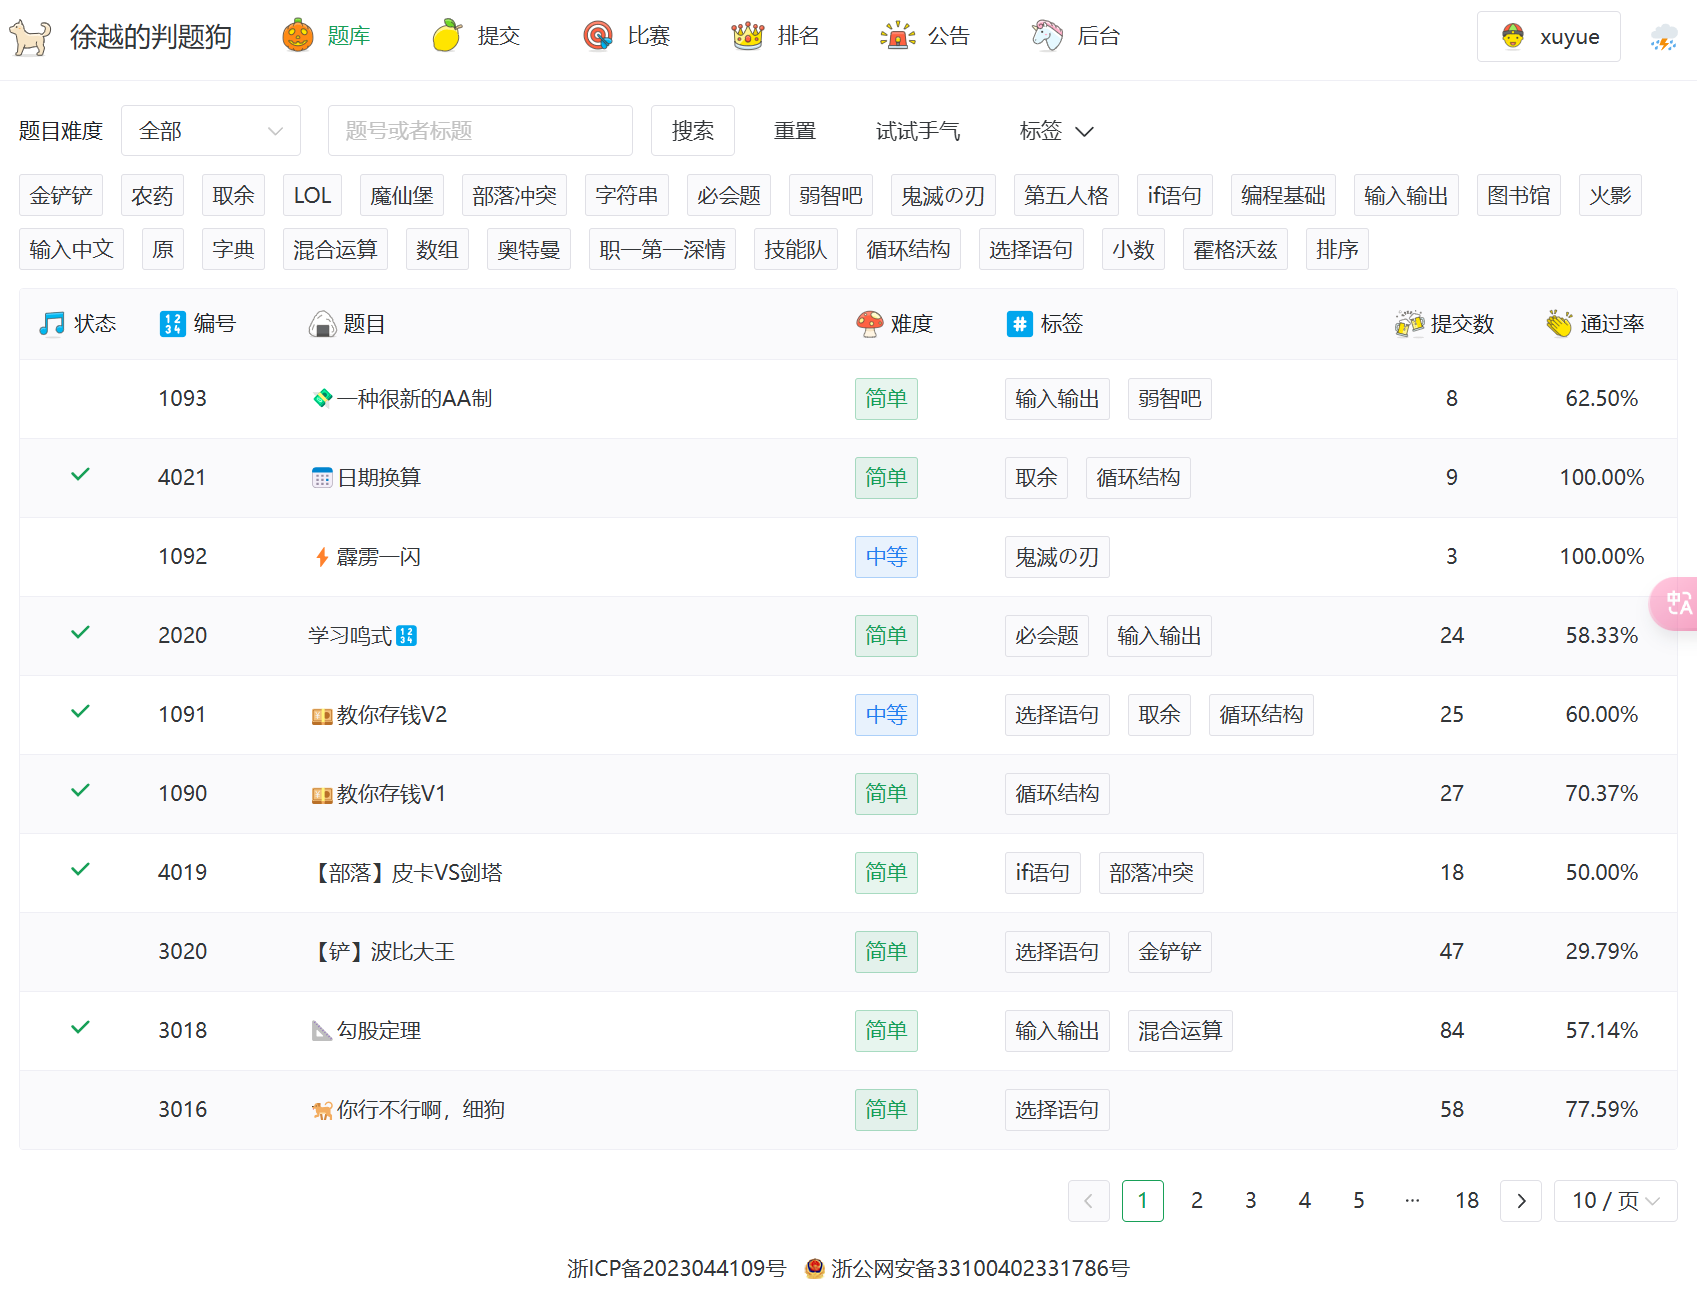 徐越的判题狗 题库 提交 比赛 排名 公告 后台 xuyue
题目难度 全部 题号或者标题 搜索 重置 试试手气 标签
金铲铲 农药 取余 LOL 魔仙堡 部落冲突 字符串 必会题 弱智吧 鬼滅の刃 第五人格 if语句 编程基础 输入输出 图书馆 火影
输入中文 原 字典 混合运算 数组 奥特曼 职一第一深情 技能队 循环结构 选择语句 小数 霍格沃兹 排序
状态 编号 题目 难度 标签 提交数 通过率
1093 一种很新的AA制 简单 输入输出 弱智吧 8 62.50%
4021 日期换算 简单 取余 循环结构 9 100.00%
1092 霹雳一闪 中等 鬼滅の刃 3 100.00%
2020 学习鸣式 简单 必会题 输入输出 24 58.33%
1091 教你存钱V2 中等 选择语句 取余 循环结构 25 60.00%
1090 教你存钱V1 简单 循环结构 27 70.37%
4019 【部落】皮卡VS剑塔 简单 if语句 部落冲突 18 50.00%
3020 【铲】波比大王 简单 选择语句 金铲铲 47 29.79%
3018 勾股定理 简单 输入输出 混合运算 84 57.14%
3016 你行不行啊，细狗 简单 选择语句 58 77.59%
1 2 3 4 5 ··· 18 10 / 页
浙ICP备2023044109号 浙公网安备33100402331786号